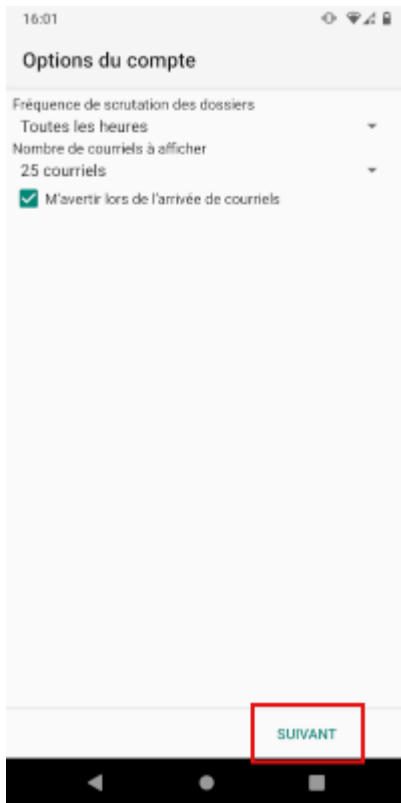 16:01
Options du compte
Fréquence de scrutation des dossiers
Toutes les heures
Nombre de courriels à afficher
25 courriels
M'avertir lors de l'arrivée de courriels
SUIVANT